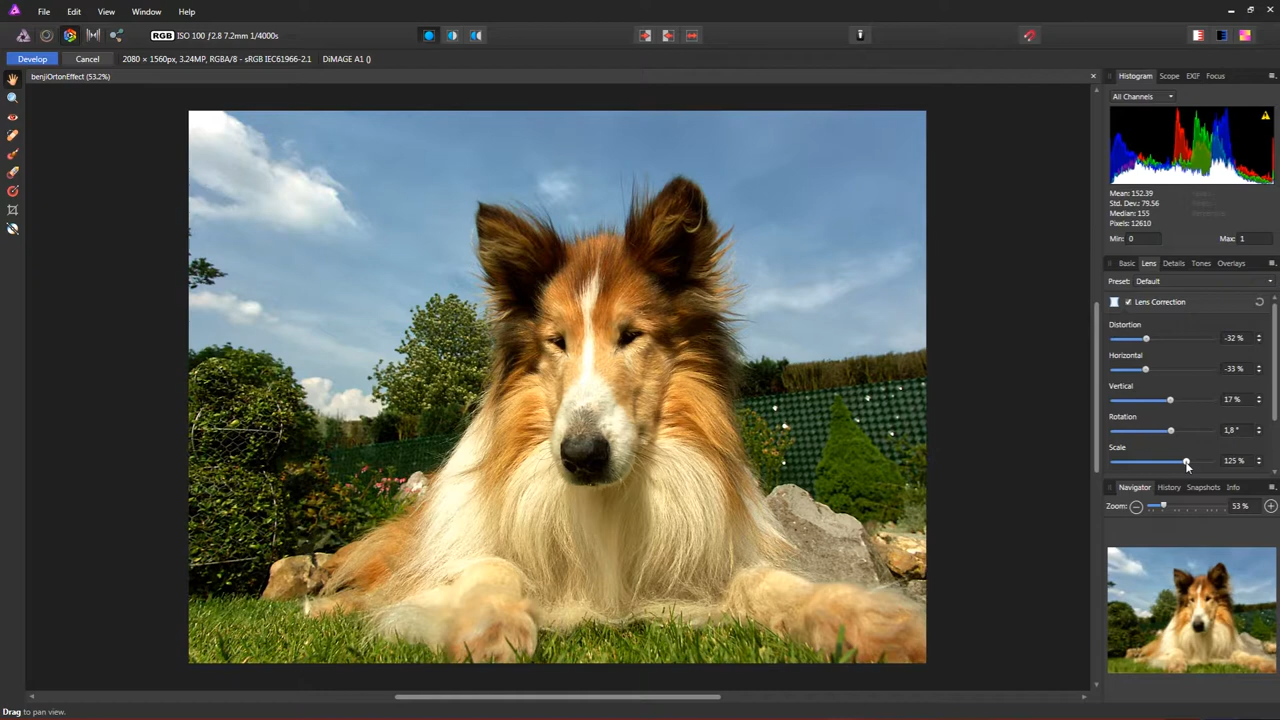 File Edit View Window Help
RGB ISO 100 ƒ/2.8 7.2mm 1/4000s
Develop Cancel 2080 × 1560px, 3.24MP, RGBA/8 - sRGB IEC61966-2.1 DiMAGE A1 ()
benjiOrtonEffect (53.2%)
Histogram Scope EXIF Focus
All Channels
Mean: 152.39
Std. Dev.: 79.56
Median: 155
Pixels: 12610
Min: 0 Max: 1
Basic Lens Details Tones Overlays
Preset: Default
Lens Correction
Distortion
-32 %
Horizontal
-33 %
Vertical
17 %
Rotation
1,8 °
Scale
125 %
Navigator History Snapshots Info
Zoom: 53 %
Drag to pan view.